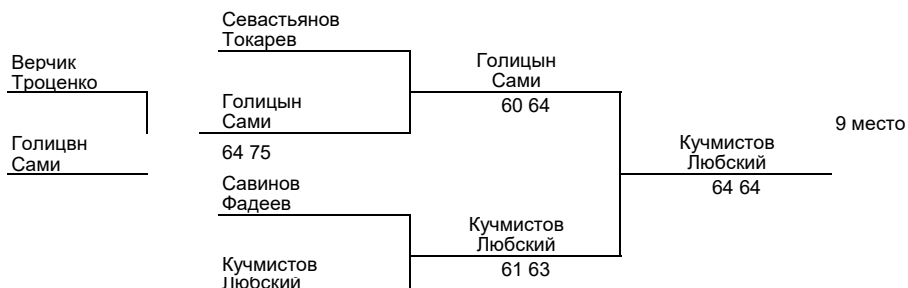 Севастьянов
Токарев
Верчик
Троценко
Голицын
Сами
60 64
Голицын
Сами
64 75
9 место
Голицвн
Сами
Кучмистов
Любский
64 64
Савинов
Фадеев
Кучмистов
Любский
61 63
Кучмистов
Любский